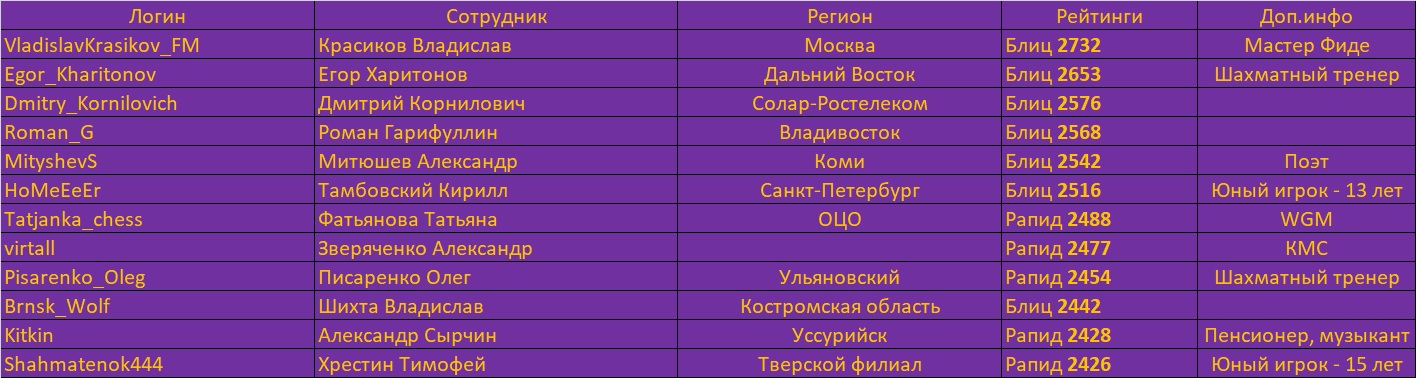 Логин Сотрудник Регион Рейтинги Доп.инфо
VladislavKrasikov_FM Красиков Владислав Москва Блиц 2732 Мастер Фиде
Egor_Kharitonov Егор Харитонов Дальний Восток Блиц 2653 Шахматный тренер
Dmitry_Kornilovich Дмитрий Корнилович Солар-Ростелеком Блиц 2576
Roman_G Роман Гарифуллин Владивосток Блиц 2568
MityshevS Митюшев Александр Коми Блиц 2542 Поэт
HoMeEeEr Тамбовский Кирилл Санкт-Петербург Блиц 2516 Юный игрок - 13 лет
Tatjanka_chess Фатьянова Татьяна ОЦО Рапид 2488 WGM
virtall Зверяченко Александр Рапид 2477 КМС
Pisarenko_Oleg Писаренко Олег Ульяновский Рапид 2454 Шахматный тренер
Brnsk_Wolf Шихта Владислав Костромская область Блиц 2442
Kitkin Александр Сырчин Уссурийск Рапид 2428 Пенсионер, музыкант
Shahmatenok444 Хрестин Тимофей Тверской филиал Рапид 2426 Юный игрок - 15 лет